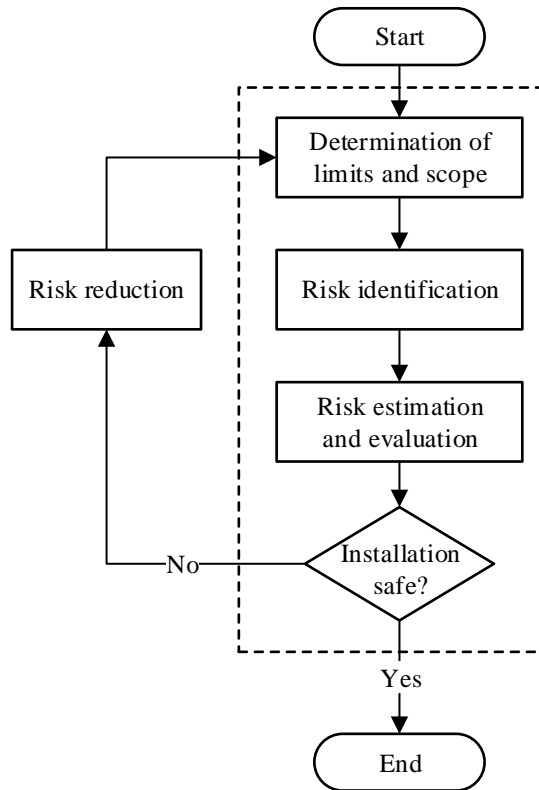 Start
Determination of
limits and scope
Risk reduction
Risk identification
Risk estimation
and evaluation
Installation
safe?
No
Yes
End